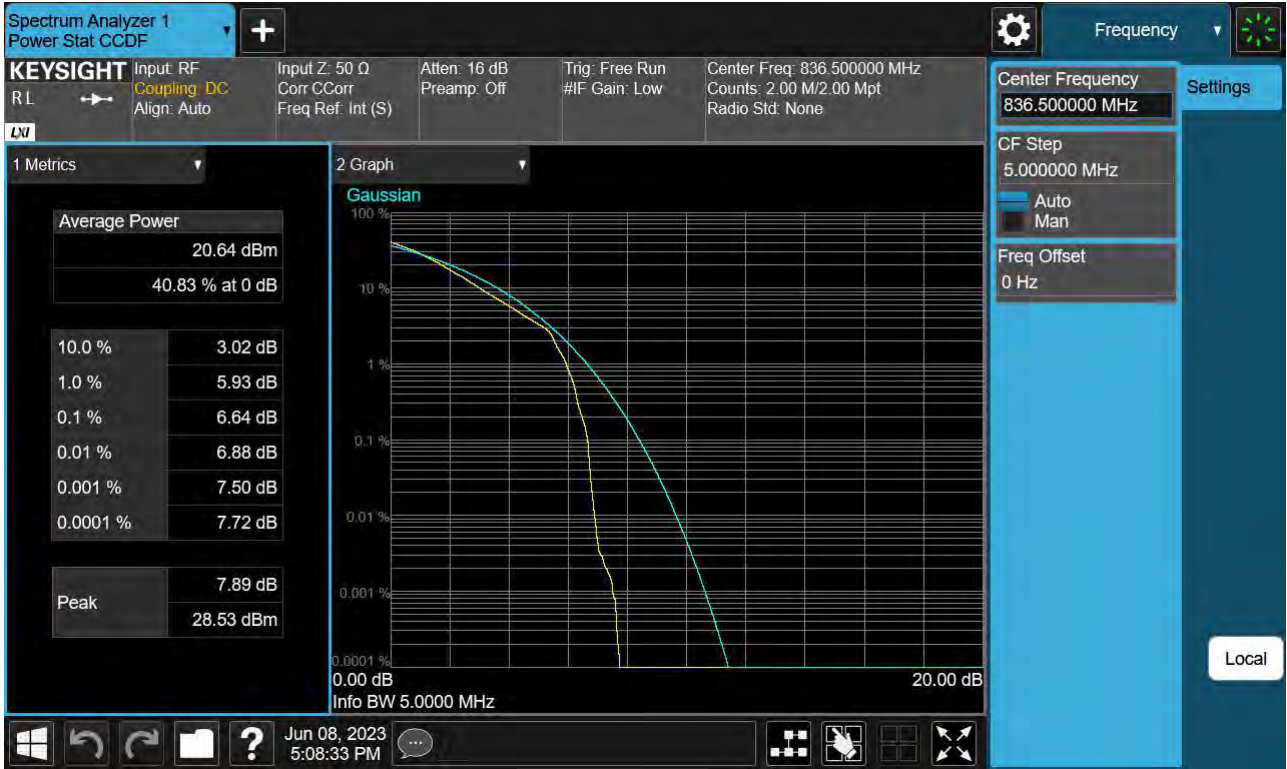 Spectrum Analyzer 1
Power Stat CCDF
Frequency
KEYSIGHT
RL
LXI
Input: RF
Coupling: DC
Align: Auto
Input Z: 50 Ω
Corr CCorr
Freq Ref: Int (S)
Atten: 16 dB
Preamp: Off
Trig: Free Run
#IF Gain: Low
Center Freq: 836.500000 MHz
Counts: 2.00 M/2.00 Mpt
Radio Std: None
Center Frequency
836.500000 MHz
Settings
CF Step
5.000000 MHz
Auto
Man
Freq Offset
0 Hz
Local
1 Metrics
Average Power
20.64 dBm
40.83 % at 0 dB
10.0 % 3.02 dB
1.0 % 5.93 dB
0.1 % 6.64 dB
0.01 % 6.88 dB
0.001 % 7.50 dB
0.0001 % 7.72 dB
Peak
7.89 dB
28.53 dBm
2 Graph
Gaussian
100 %
10 %
1 %
0.1 %
0.01 %
0.001 %
0.0001 %
0.00 dB 20.00 dB
Info BW 5.0000 MHz
?
Jun 08, 2023
5:08:33 PM